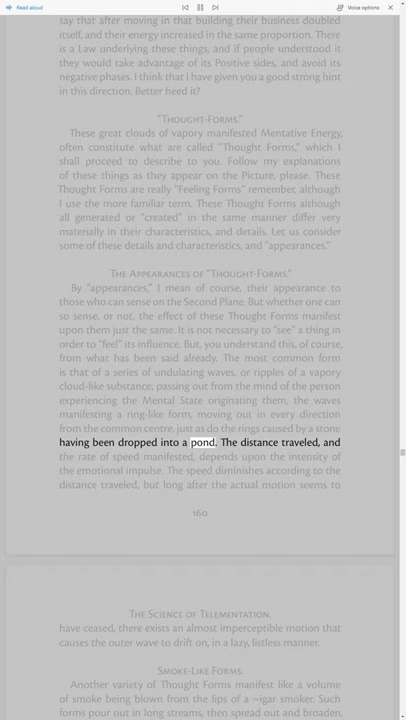 Read aloud
Voice options
say that after moving in that building their business doubled
itself, and their energy increased in the same proportion. There
is a Law underlying these things, and if people understood it
they would take advantage of its Positive sides, and avoid its
negative phases. I think that I have given you a good strong hint
in this direction. Better heed it?
"Thought-Forms."
These great clouds of vapory manifested Mentative Energy,
often constitute what are called "Thought Forms," which I
shall proceed to describe to you. Follow my explanations
of these things as they appear on the Picture, please. These
Thought Forms are really "Feeling Forms" remember, although
I use the more familiar term. These Thought Forms although
all generated or "created" in the same manner differ very
materially in their characteristics, and details. Let us consider
some of these details and characteristics, and "appearances."
The Appearances of "Thought-Forms."
By "appearances," I mean of course, their appearance to
those who can sense on the Second Plane. But whether one can
so sense, or not, the effect of these Thought Forms manifest
upon them just the same. It is not necessary to "see" a thing in
order to "feel" its influence. But, you understand this, of course,
from what has been said already. The most common form
is that of a series of undulating waves, or ripples of a vapory
cloud-like substance, passing out from the mind of the person
experiencing the Mental State originating them, the waves
manifesting a ring-like form, moving out in every direction
from the common centre, just as do the rings caused by a stone
having been dropped into a pond. The distance traveled, and
the rate of speed manifested, depends upon the intensity of
the emotional impulse. The speed diminishes according to the
distance traveled, but long after the actual motion seems to
160
The Science of Telementation.
have ceased, there exists an almost imperceptible motion that
causes the outer wave to drift on, in a lazy, listless manner.
Smoke-Like Forms.
Another variety of Thought Forms manifest like a volume
of smoke being blown from the lips of a ~igar smoker. Such
forms pour out in long streams, then spread out and broaden,